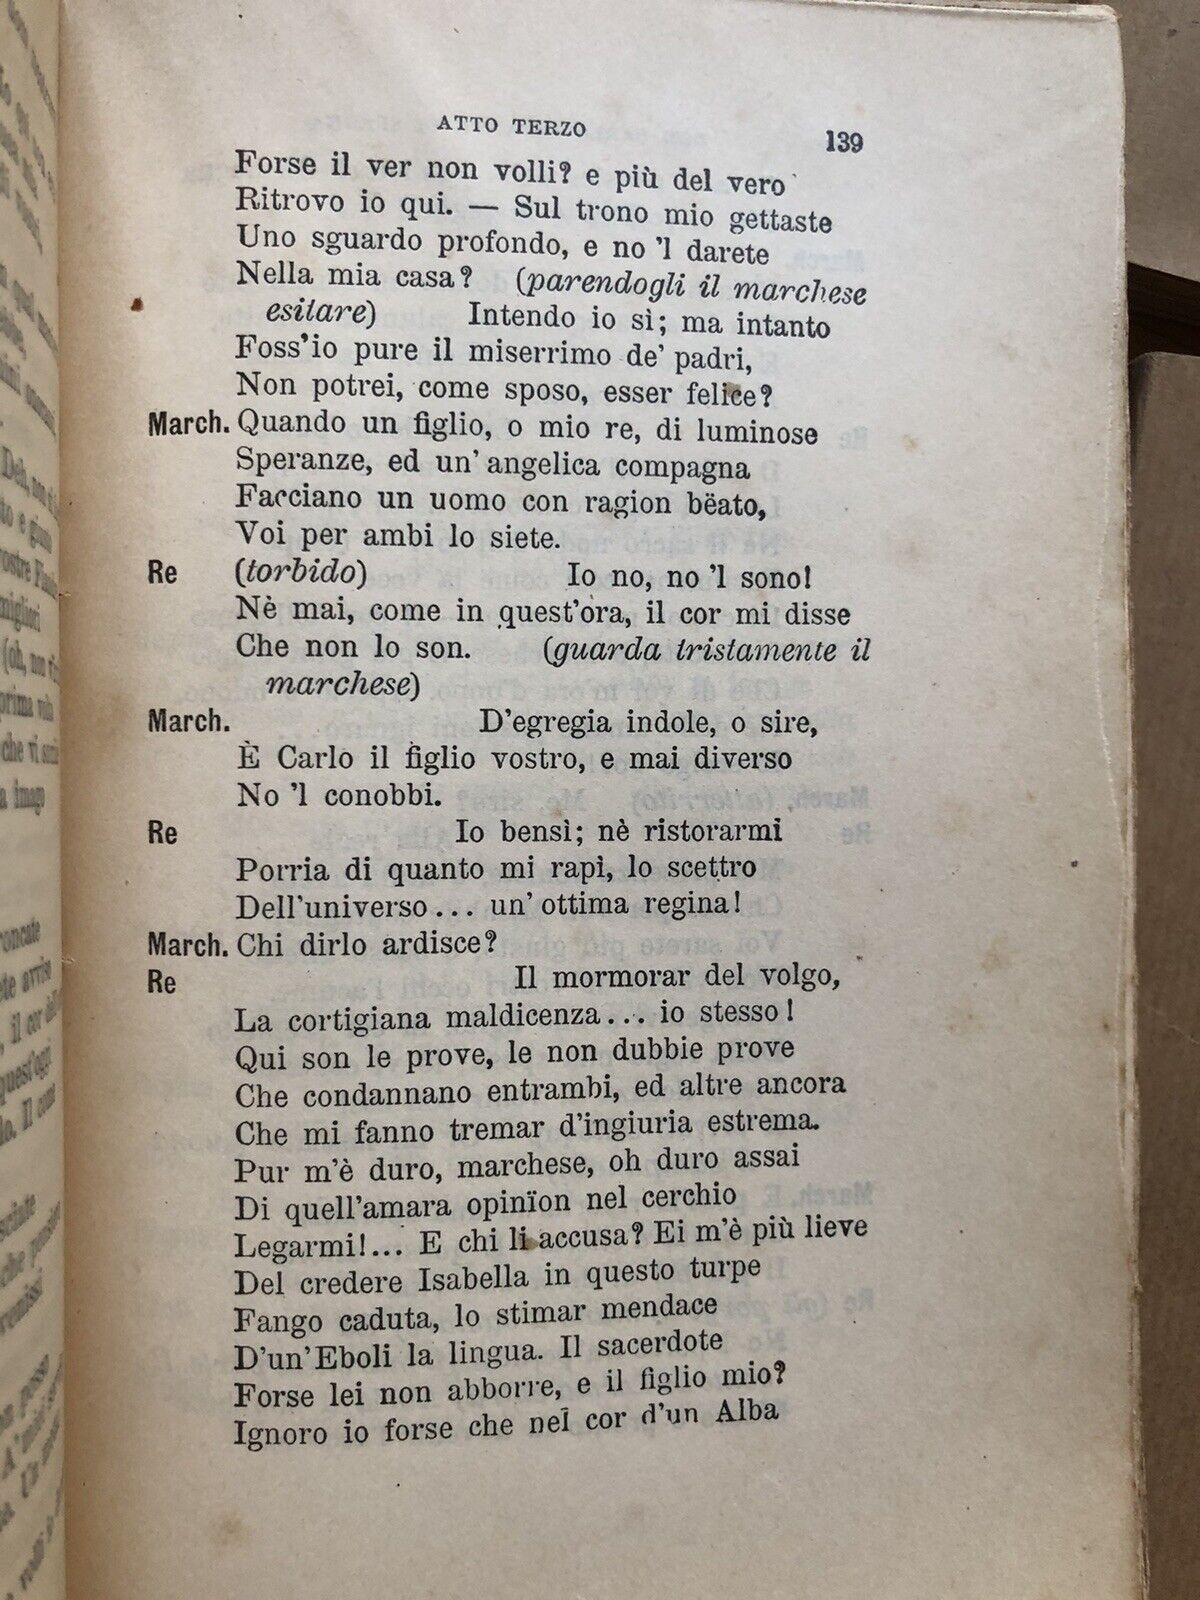 ATTO TERZO 139
Forse il ver non volli? e più del vero
Ritrovo io qui. — Sul trono mio gettaste
Uno sguardo profondo, e no 'l darete
Nella mia casa? (parendogli il marchese
esitare) Intendo io sì; ma intanto
Foss'io pure il miserrimo de' padri,
Non potrei, come sposo, esser felice?
March. Quando un figlio, o mio re, di luminose
Speranze, ed un' angelica compagna
Facciano un uomo con ragion bëato,
Voi per ambi lo siete.
Re (torbido) Io no, no 'l sono!
Nè mai, come in quest'ora, il cor mi disse
Che non lo son. (guarda tristamente il
marchese)
March. D'egregia indole, o sire,
È Carlo il figlio vostro, e mai diverso
No 'l conobbi.
Re Io bensì; nè ristorarmi
Porria di quanto mi rapì, lo scettro
Dell'universo... un' ottima regina!
March. Chi dirlo ardisce?
Re Il mormorar del volgo,
La cortigiana maldicenza... io stesso!
Qui son le prove, le non dubbie prove
Che condannano entrambi, ed altre ancora
Che mi fanno tremar d'ingiuria estrema.
Pur m'è duro, marchese, oh duro assai
Di quell'amara opinïon nel cerchio
Legarmi!... E chi li accusa? Ei m'è più lieve
Del credere Isabella in questo turpe
Fango caduta, lo stimar mendace
D'un'Eboli la lingua. Il sacerdote
Forse lei non abborre, e il figlio mio?
Ignoro io forse che nel cor d'un Alba